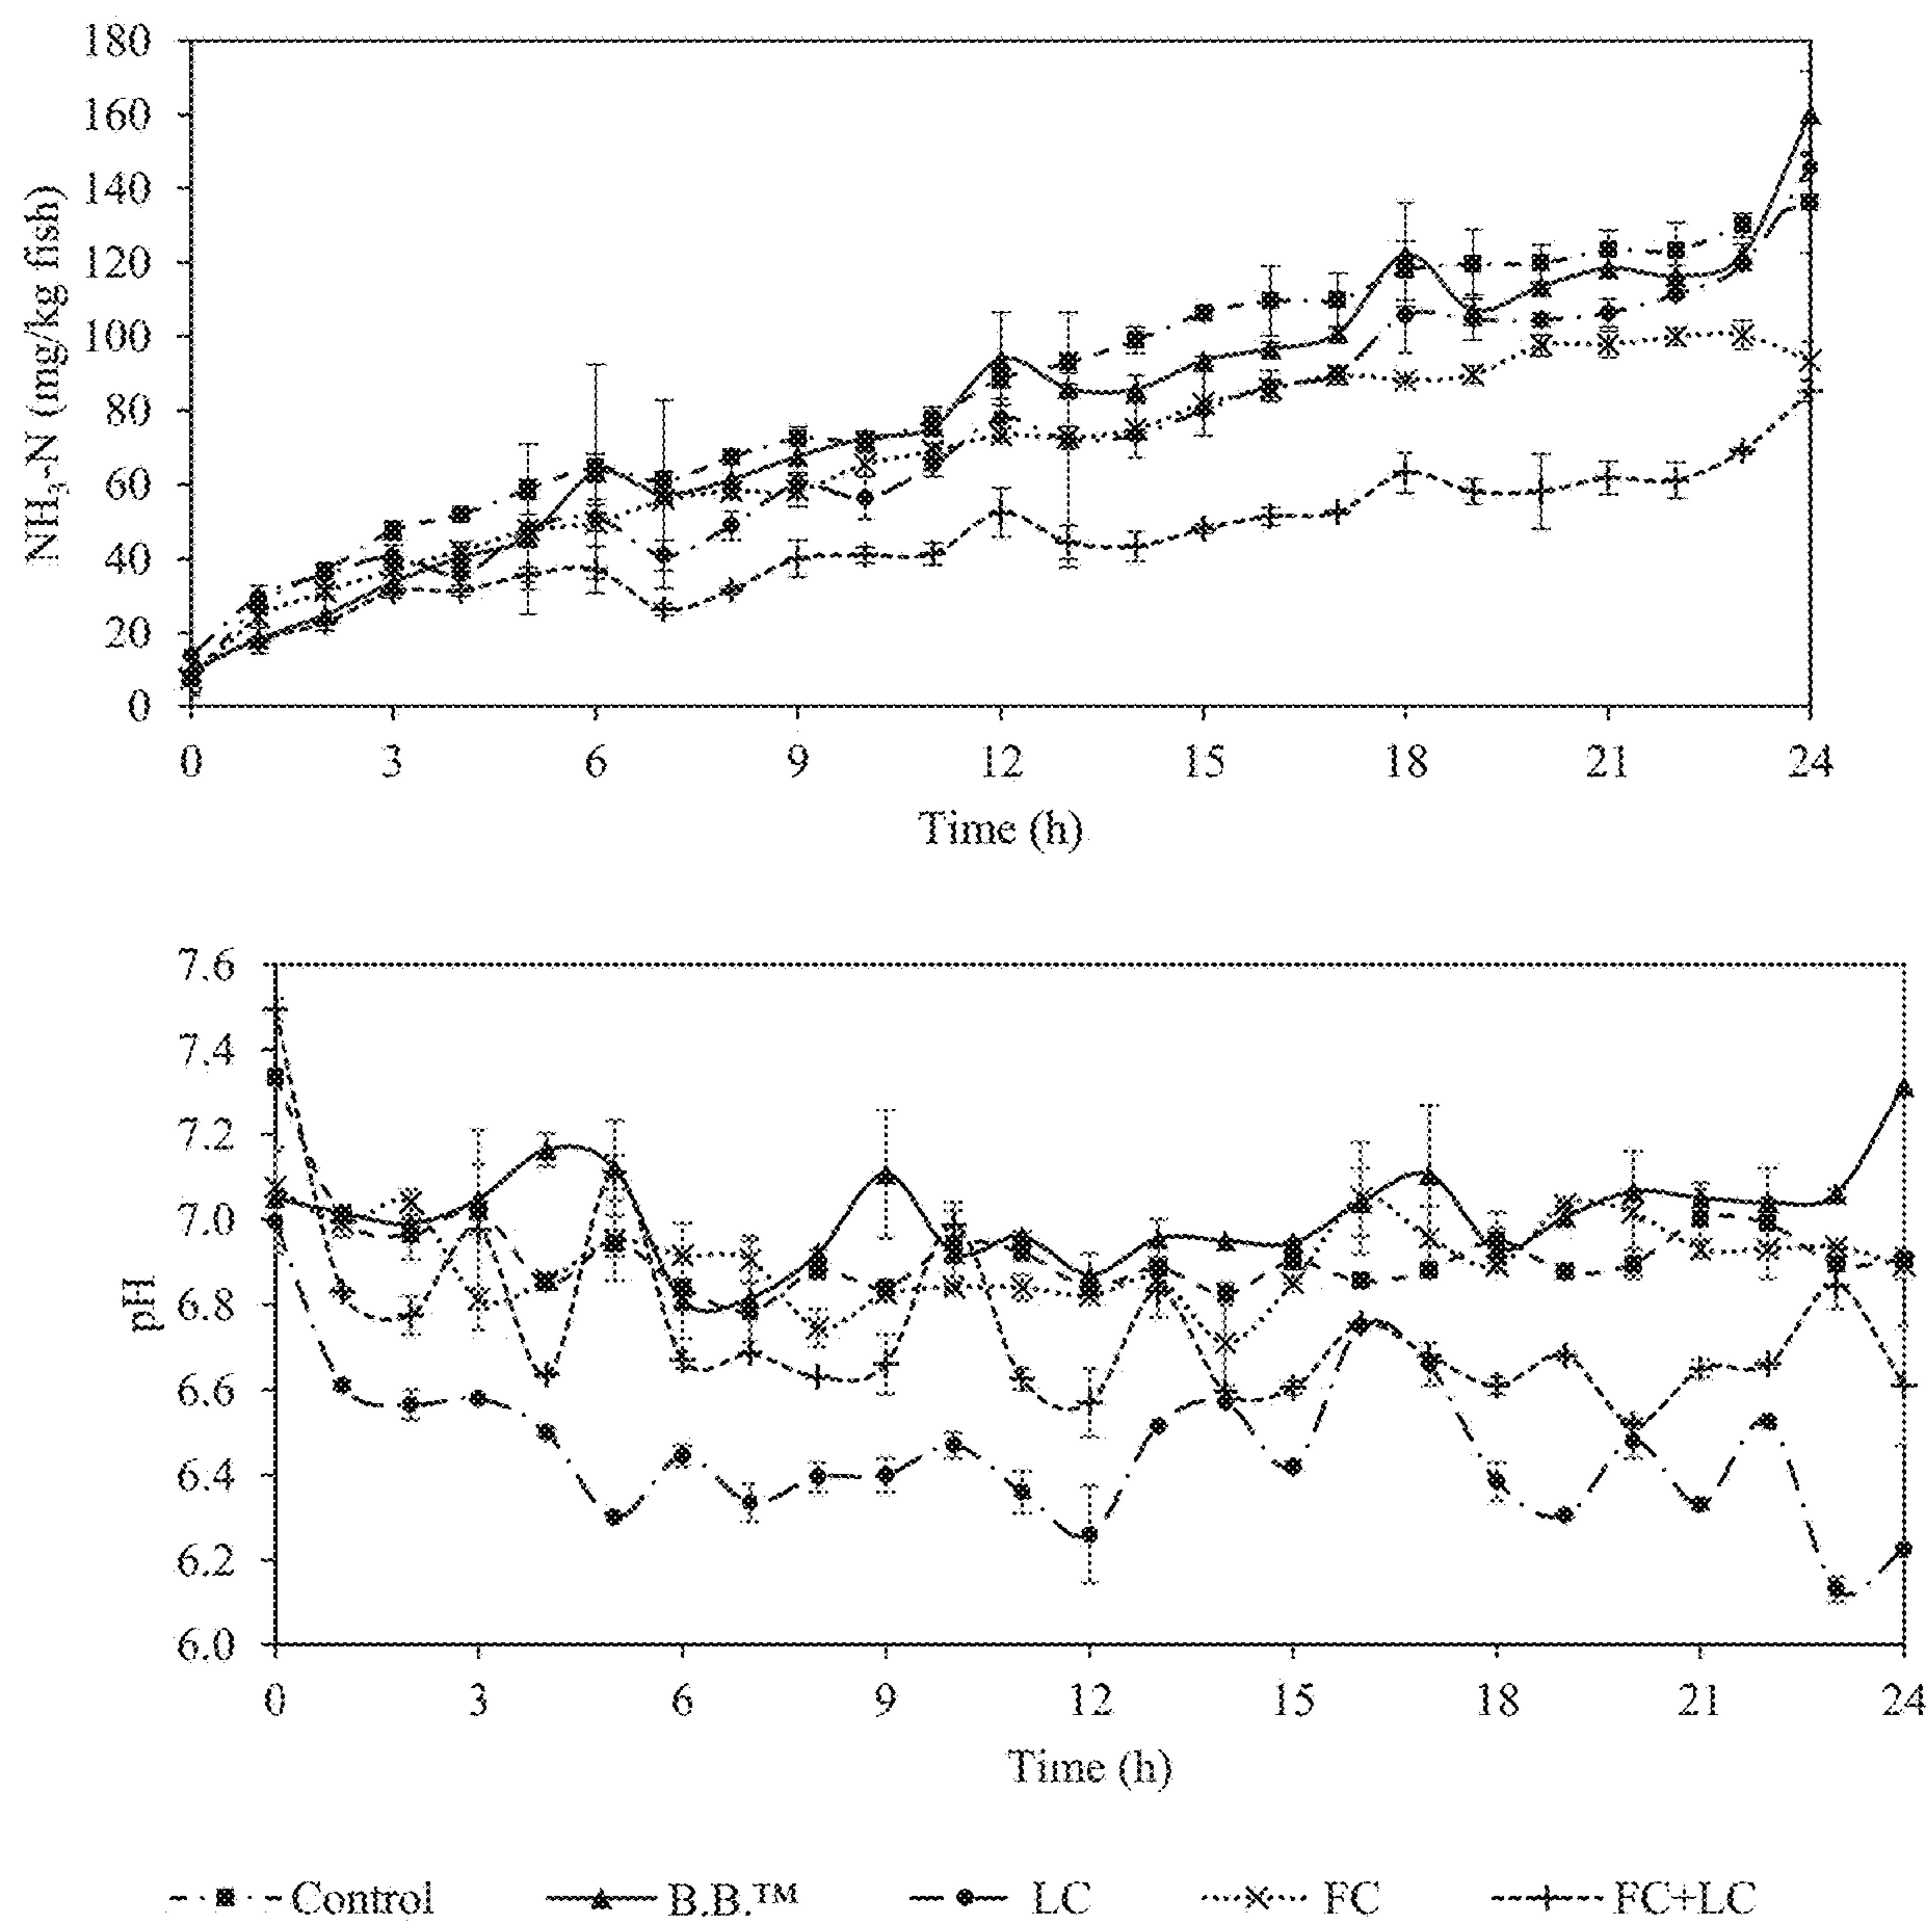 180
160
140
120
100
80
60
40
20
0
NH3-N (mg/kg fish)
0 3 6 9 12 15 18 21 24
Time (h)
7.6
7.4
7.2
7.0
6.8
6.6
6.4
6.2
6.0
pH
0 3 6 9 12 15 18 21 24
Time (h)
Control B.B.™ LC FC FC+LC